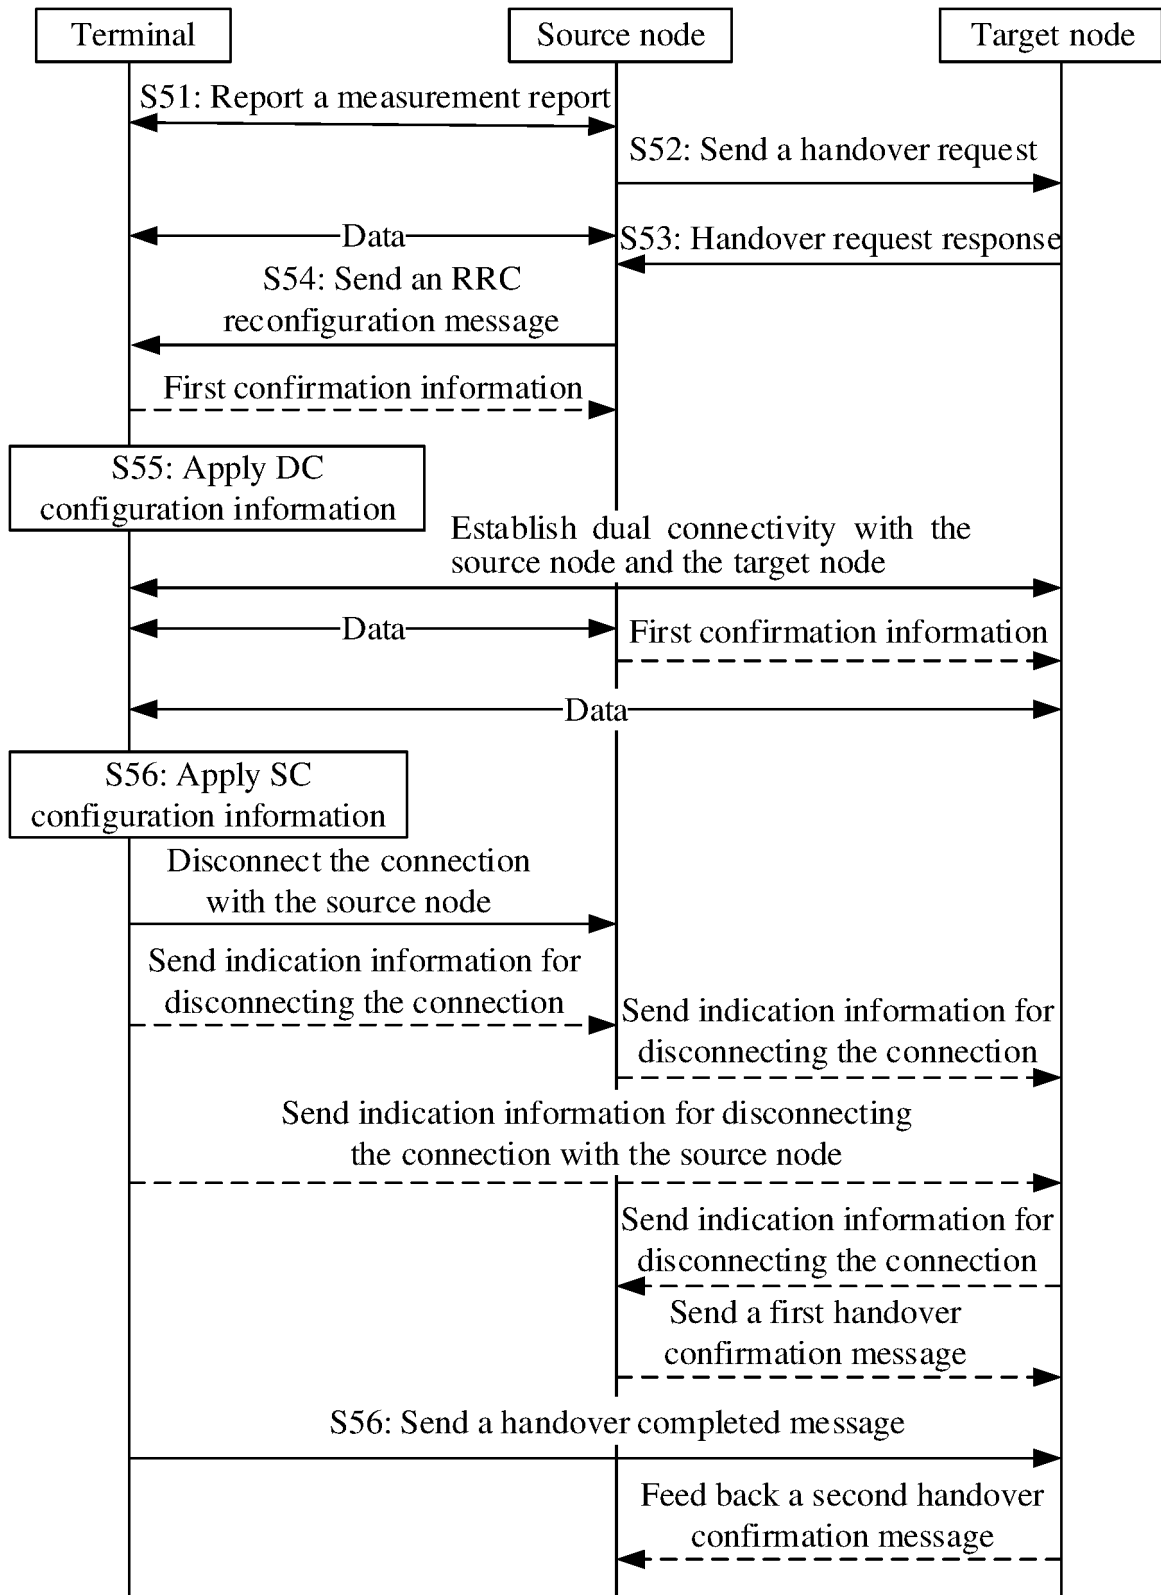 Terminal
Source node
Target node
S51: Report a measurement report
S52: Send a handover request
Data
S53: Handover request response
S54: Send an RRC
reconfiguration message
First confirmation information
S55: Apply DC
configuration information
Establish dual connectivity with the
source node and the target node
Data
First confirmation information
Data
S56: Apply SC
configuration information
Disconnect the connection
with the source node
Send indication information for
disconnecting the connection
Send indication information for
disconnecting the connection
Send indication information for disconnecting
the connection with the source node
Send indication information for
disconnecting the connection
Send a first handover
confirmation message
S56: Send a handover completed message
Feed back a second handover
confirmation message